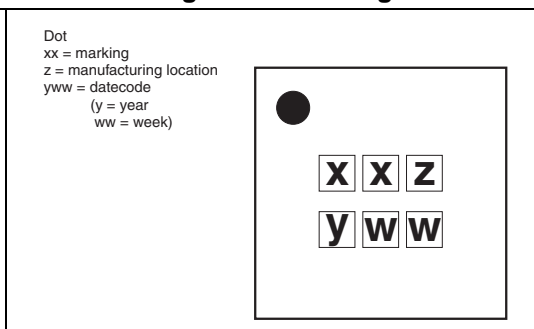 Dot
xx = marking
z = manufacturing location
yww = datecode
(y = year
ww = week)
x x z
y w w